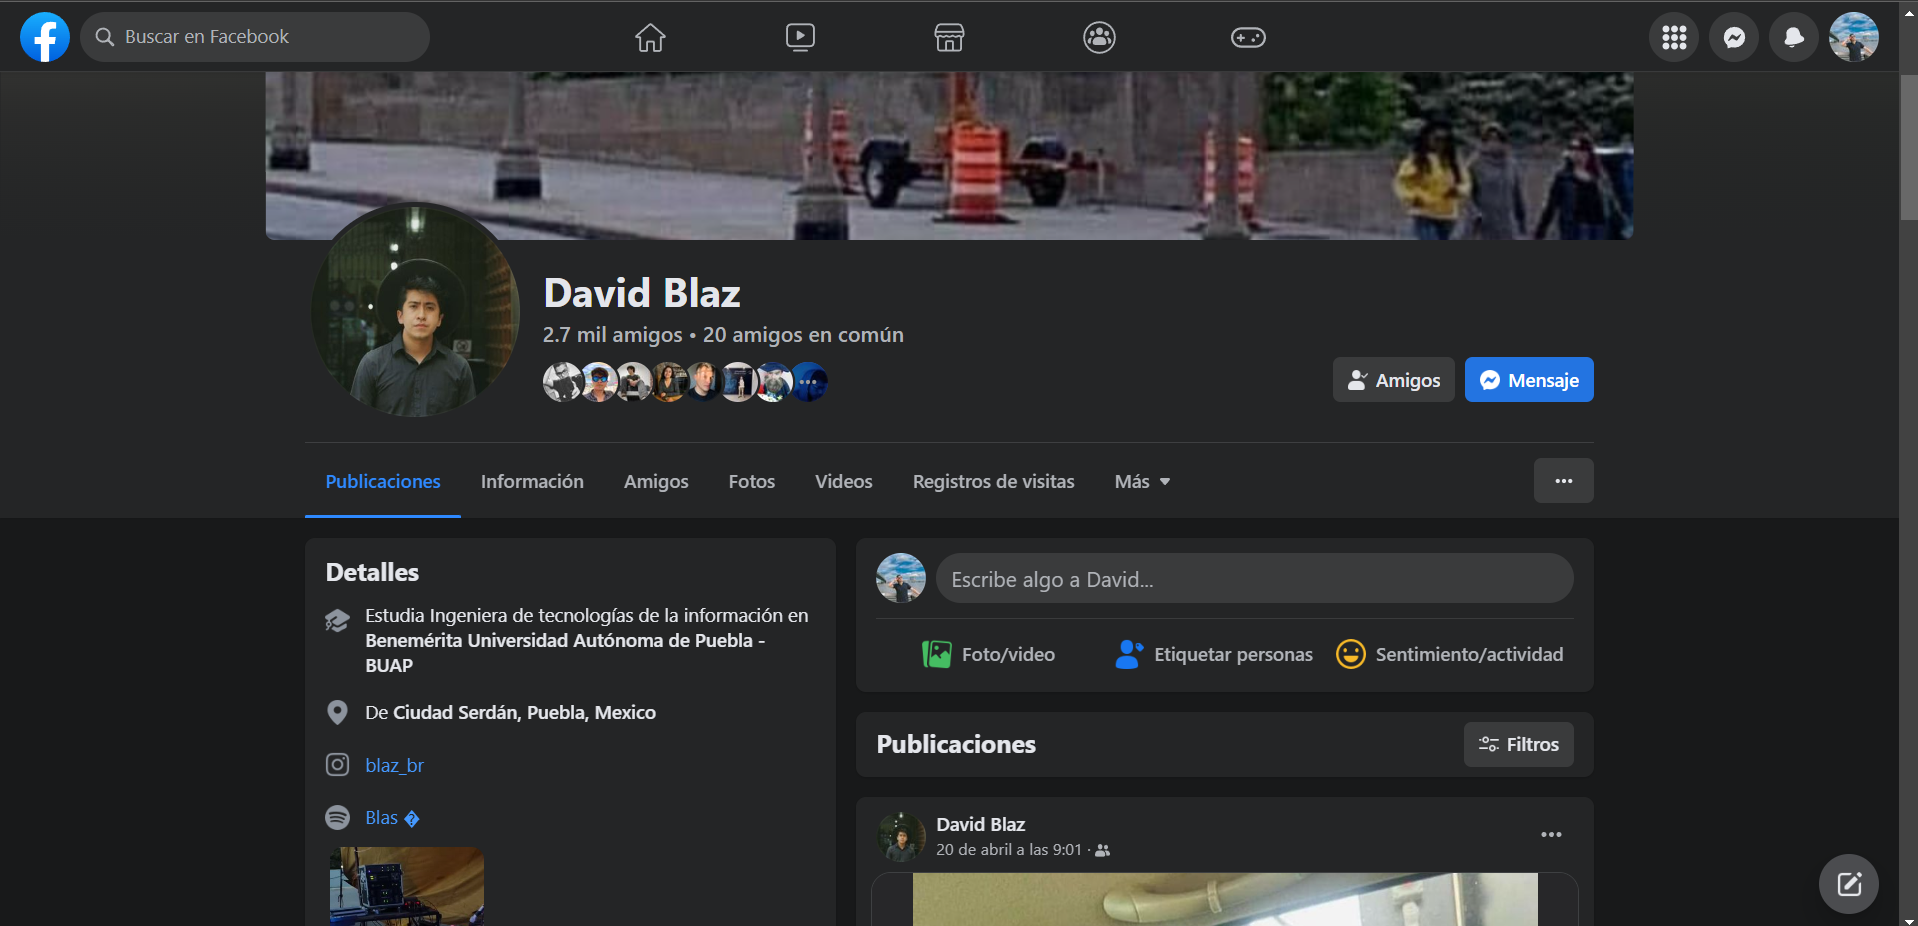 Buscar en Facebook
David Blaz
2.7 mil amigos • 20 amigos en común
Amigos
Mensaje
Publicaciones
Información
Amigos
Fotos
Videos
Registros de visitas
Más
Detalles
Estudia Ingeniera de tecnologías de la información en
Benemérita Universidad Autónoma de Puebla -
BUAP
De Ciudad Serdán, Puebla, Mexico
blaz_br
Blas �
Escribe algo a David...
Foto/video
Etiquetar personas
Sentimiento/actividad
Publicaciones
Filtros
David Blaz
20 de abril a las 9:01 ·